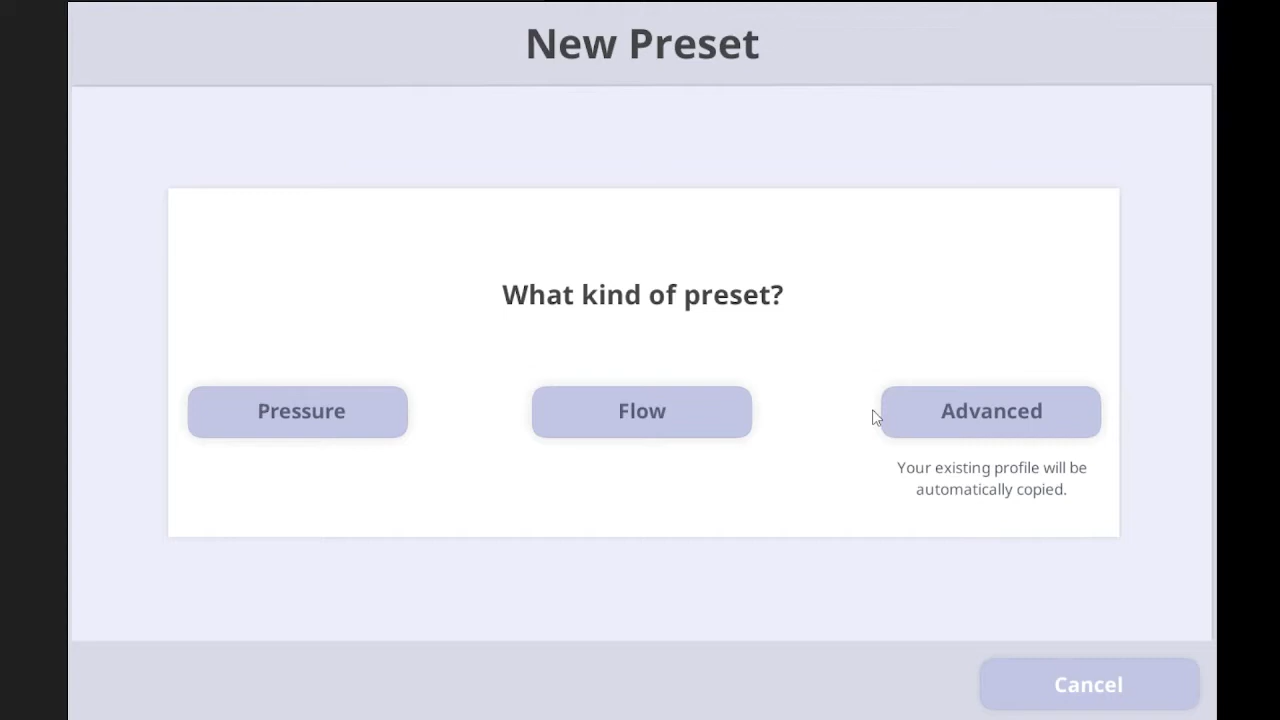 New Preset
What kind of preset?
Pressure
Flow
Advanced
Your existing profile will be
automatically copied.
Cancel